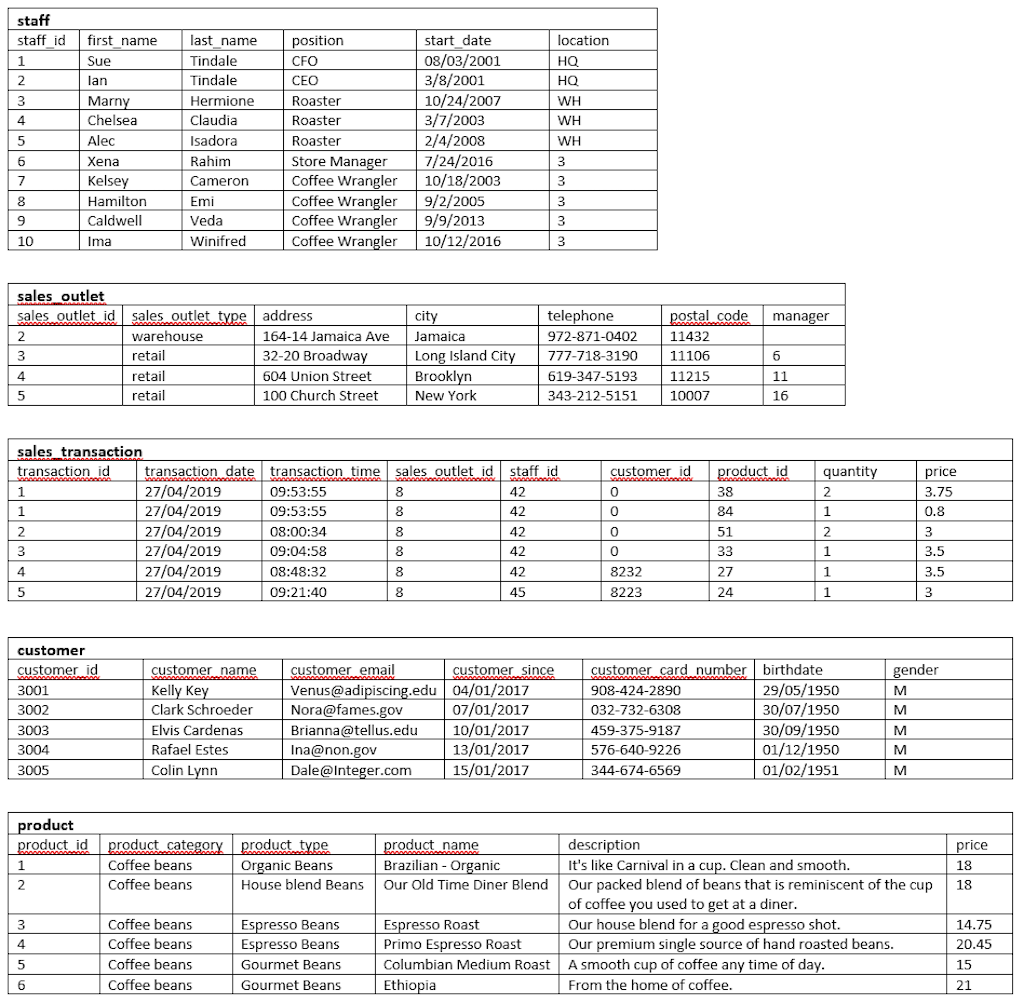 staff
staff_id first_name last_name position start_date location
1 Sue Tindale CFO 08/03/2001 HQ
2 Ian Tindale CEO 3/8/2001 HQ
3 Marny Hermione Roaster 10/24/2007 WH
4 Chelsea Claudia Roaster 3/7/2003 WH
5 Alec Isadora Roaster 2/4/2008 WH
6 Xena Rahim Store Manager 7/24/2016 3
7 Kelsey Cameron Coffee Wrangler 10/18/2003 3
8 Hamilton Emi Coffee Wrangler 9/2/2005 3
9 Caldwell Veda Coffee Wrangler 9/9/2013 3
10 Ima Winifred Coffee Wrangler 10/12/2016 3
sales_outlet
sales_outlet_id sales_outlet_type address city telephone postal_code manager
2 warehouse 164-14 Jamaica Ave Jamaica 972-871-0402 11432
3 retail 32-20 Broadway Long Island City 777-718-3190 11106 6
4 retail 604 Union Street Brooklyn 619-347-5193 11215 11
5 retail 100 Church Street New York 343-212-5151 10007 16
sales_transaction
transaction_id transaction_date transaction_time sales_outlet_id staff_id customer_id product_id quantity price
1 27/04/2019 09:53:55 8 42 0 38 2 3.75
1 27/04/2019 09:53:55 8 42 0 84 1 0.8
2 27/04/2019 08:00:34 8 42 0 51 2 3
3 27/04/2019 09:04:58 8 42 0 33 1 3.5
4 27/04/2019 08:48:32 8 42 8232 27 1 3.5
5 27/04/2019 09:21:40 8 45 8223 24 1 3
customer
customer_id customer_name customer_email customer_since customer_card_number birthdate gender
3001 Kelly Key Venus@adipiscing.edu 04/01/2017 908-424-2890 29/05/1950 M
3002 Clark Schroeder Nora@fames.gov 07/01/2017 032-732-6308 30/07/1950 M
3003 Elvis Cardenas Brianna@tellus.edu 10/01/2017 459-375-9187 30/09/1950 M
3004 Rafael Estes Ina@non.gov 13/01/2017 576-640-9226 01/12/1950 M
3005 Colin Lynn Dale@Integer.com 15/01/2017 344-674-6569 01/02/1951 M
product
product_id product_category product_type product_name description price
1 Coffee beans Organic Beans Brazilian - Organic It's like Carnival in a cup. Clean and smooth. 18
2 Coffee beans House blend Beans Our Old Time Diner Blend Our packed blend of beans that is reminiscent of the cup 18
of coffee you used to get at a diner.
3 Coffee beans Espresso Beans Espresso Roast Our house blend for a good espresso shot. 14.75
4 Coffee beans Espresso Beans Primo Espresso Roast Our premium single source of hand roasted beans. 20.45
5 Coffee beans Gourmet Beans Columbian Medium Roast A smooth cup of coffee any time of day. 15
6 Coffee beans Gourmet Beans Ethiopia From the home of coffee. 21